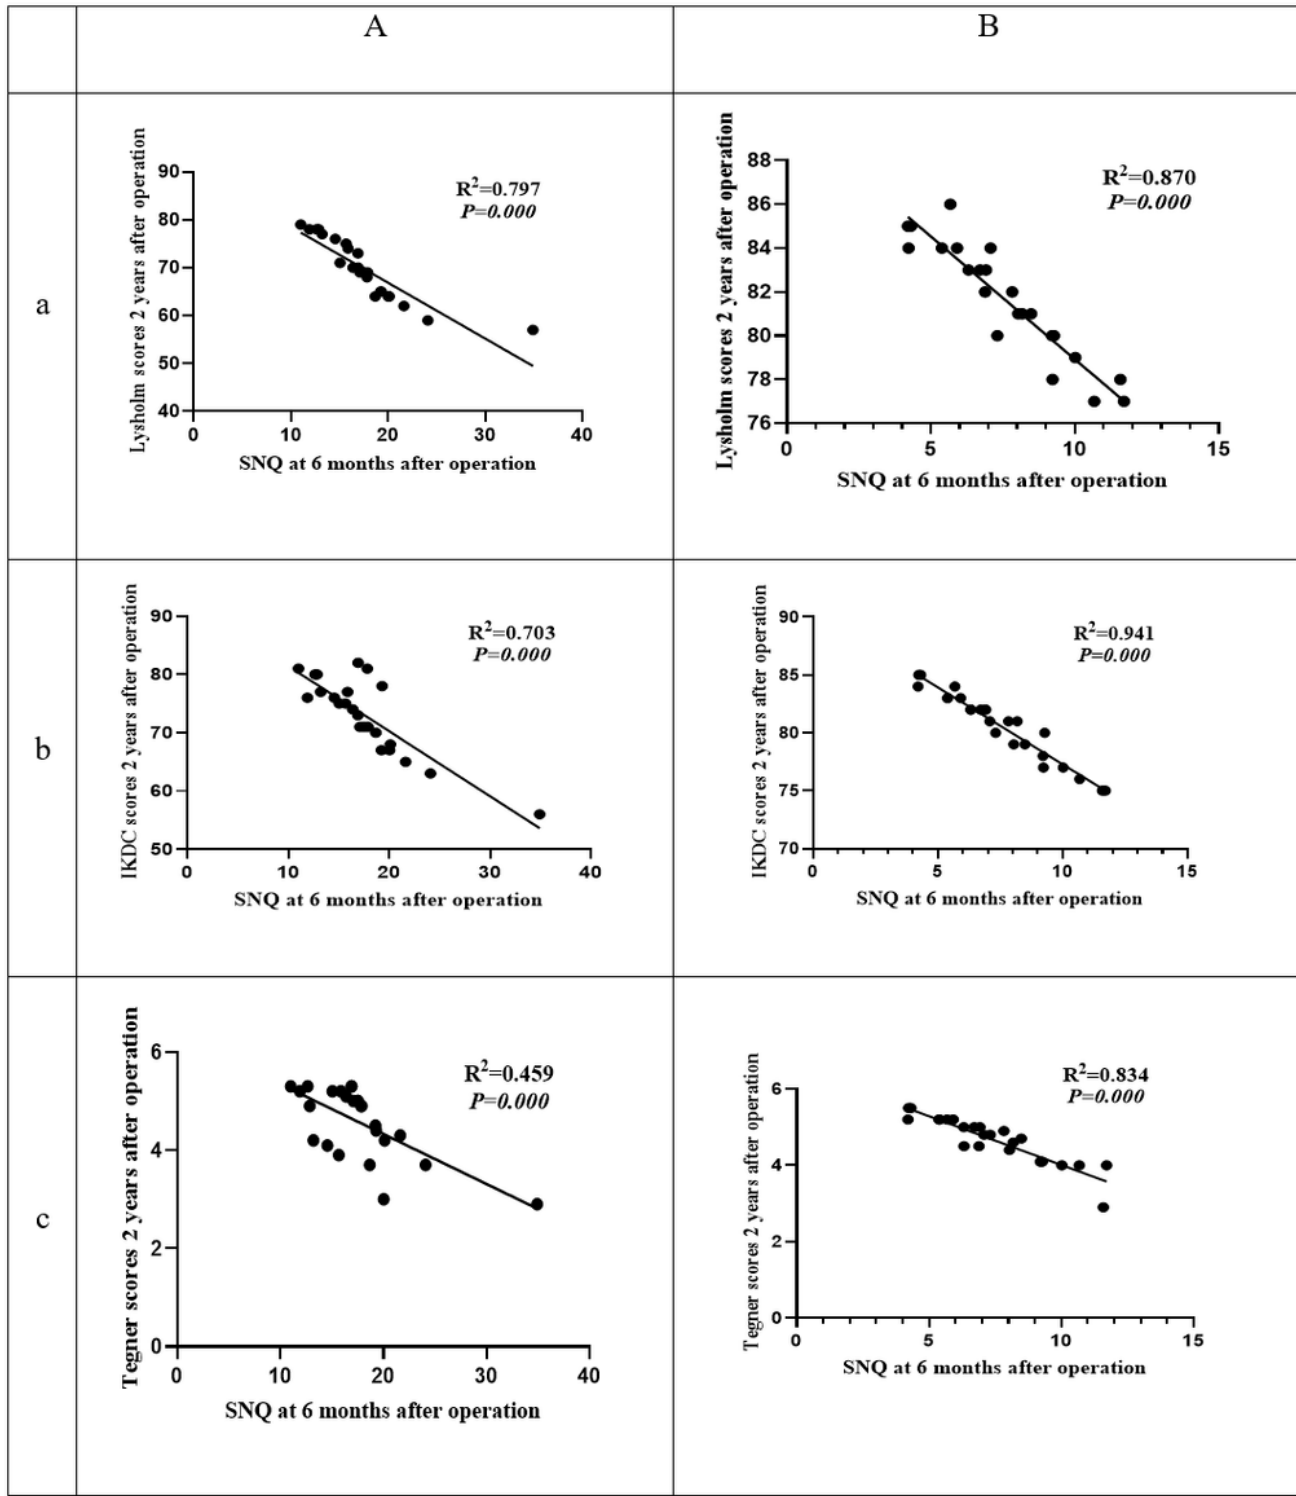 A
B
a
Lysholm scores 2 years after operation
90
80
70
60
50
40
0
10
20
30
40
R²=0.797
P=0.000
SNQ at 6 months after operation
Lysholm scores 2 years after operation
88
86
84
82
80
78
76
0
5
10
15
R²=0.870
P=0.000
SNQ at 6 months after operation
b
IKDC scores 2 years after operation
90
80
70
60
50
0
10
20
30
40
R²=0.703
P=0.000
SNQ at 6 months after operation
IKDC scores 2 years after operation
90
85
80
75
70
0
5
10
15
R²=0.941
P=0.000
SNQ at 6 months after operation
c
Tegner scores 2 years after operation
6
4
2
0
0
10
20
30
40
R²=0.459
P=0.000
SNQ at 6 months after operation
Tegner scores 2 years after operation
6
4
2
0
0
5
10
15
R²=0.834
P=0.000
SNQ at 6 months after operation